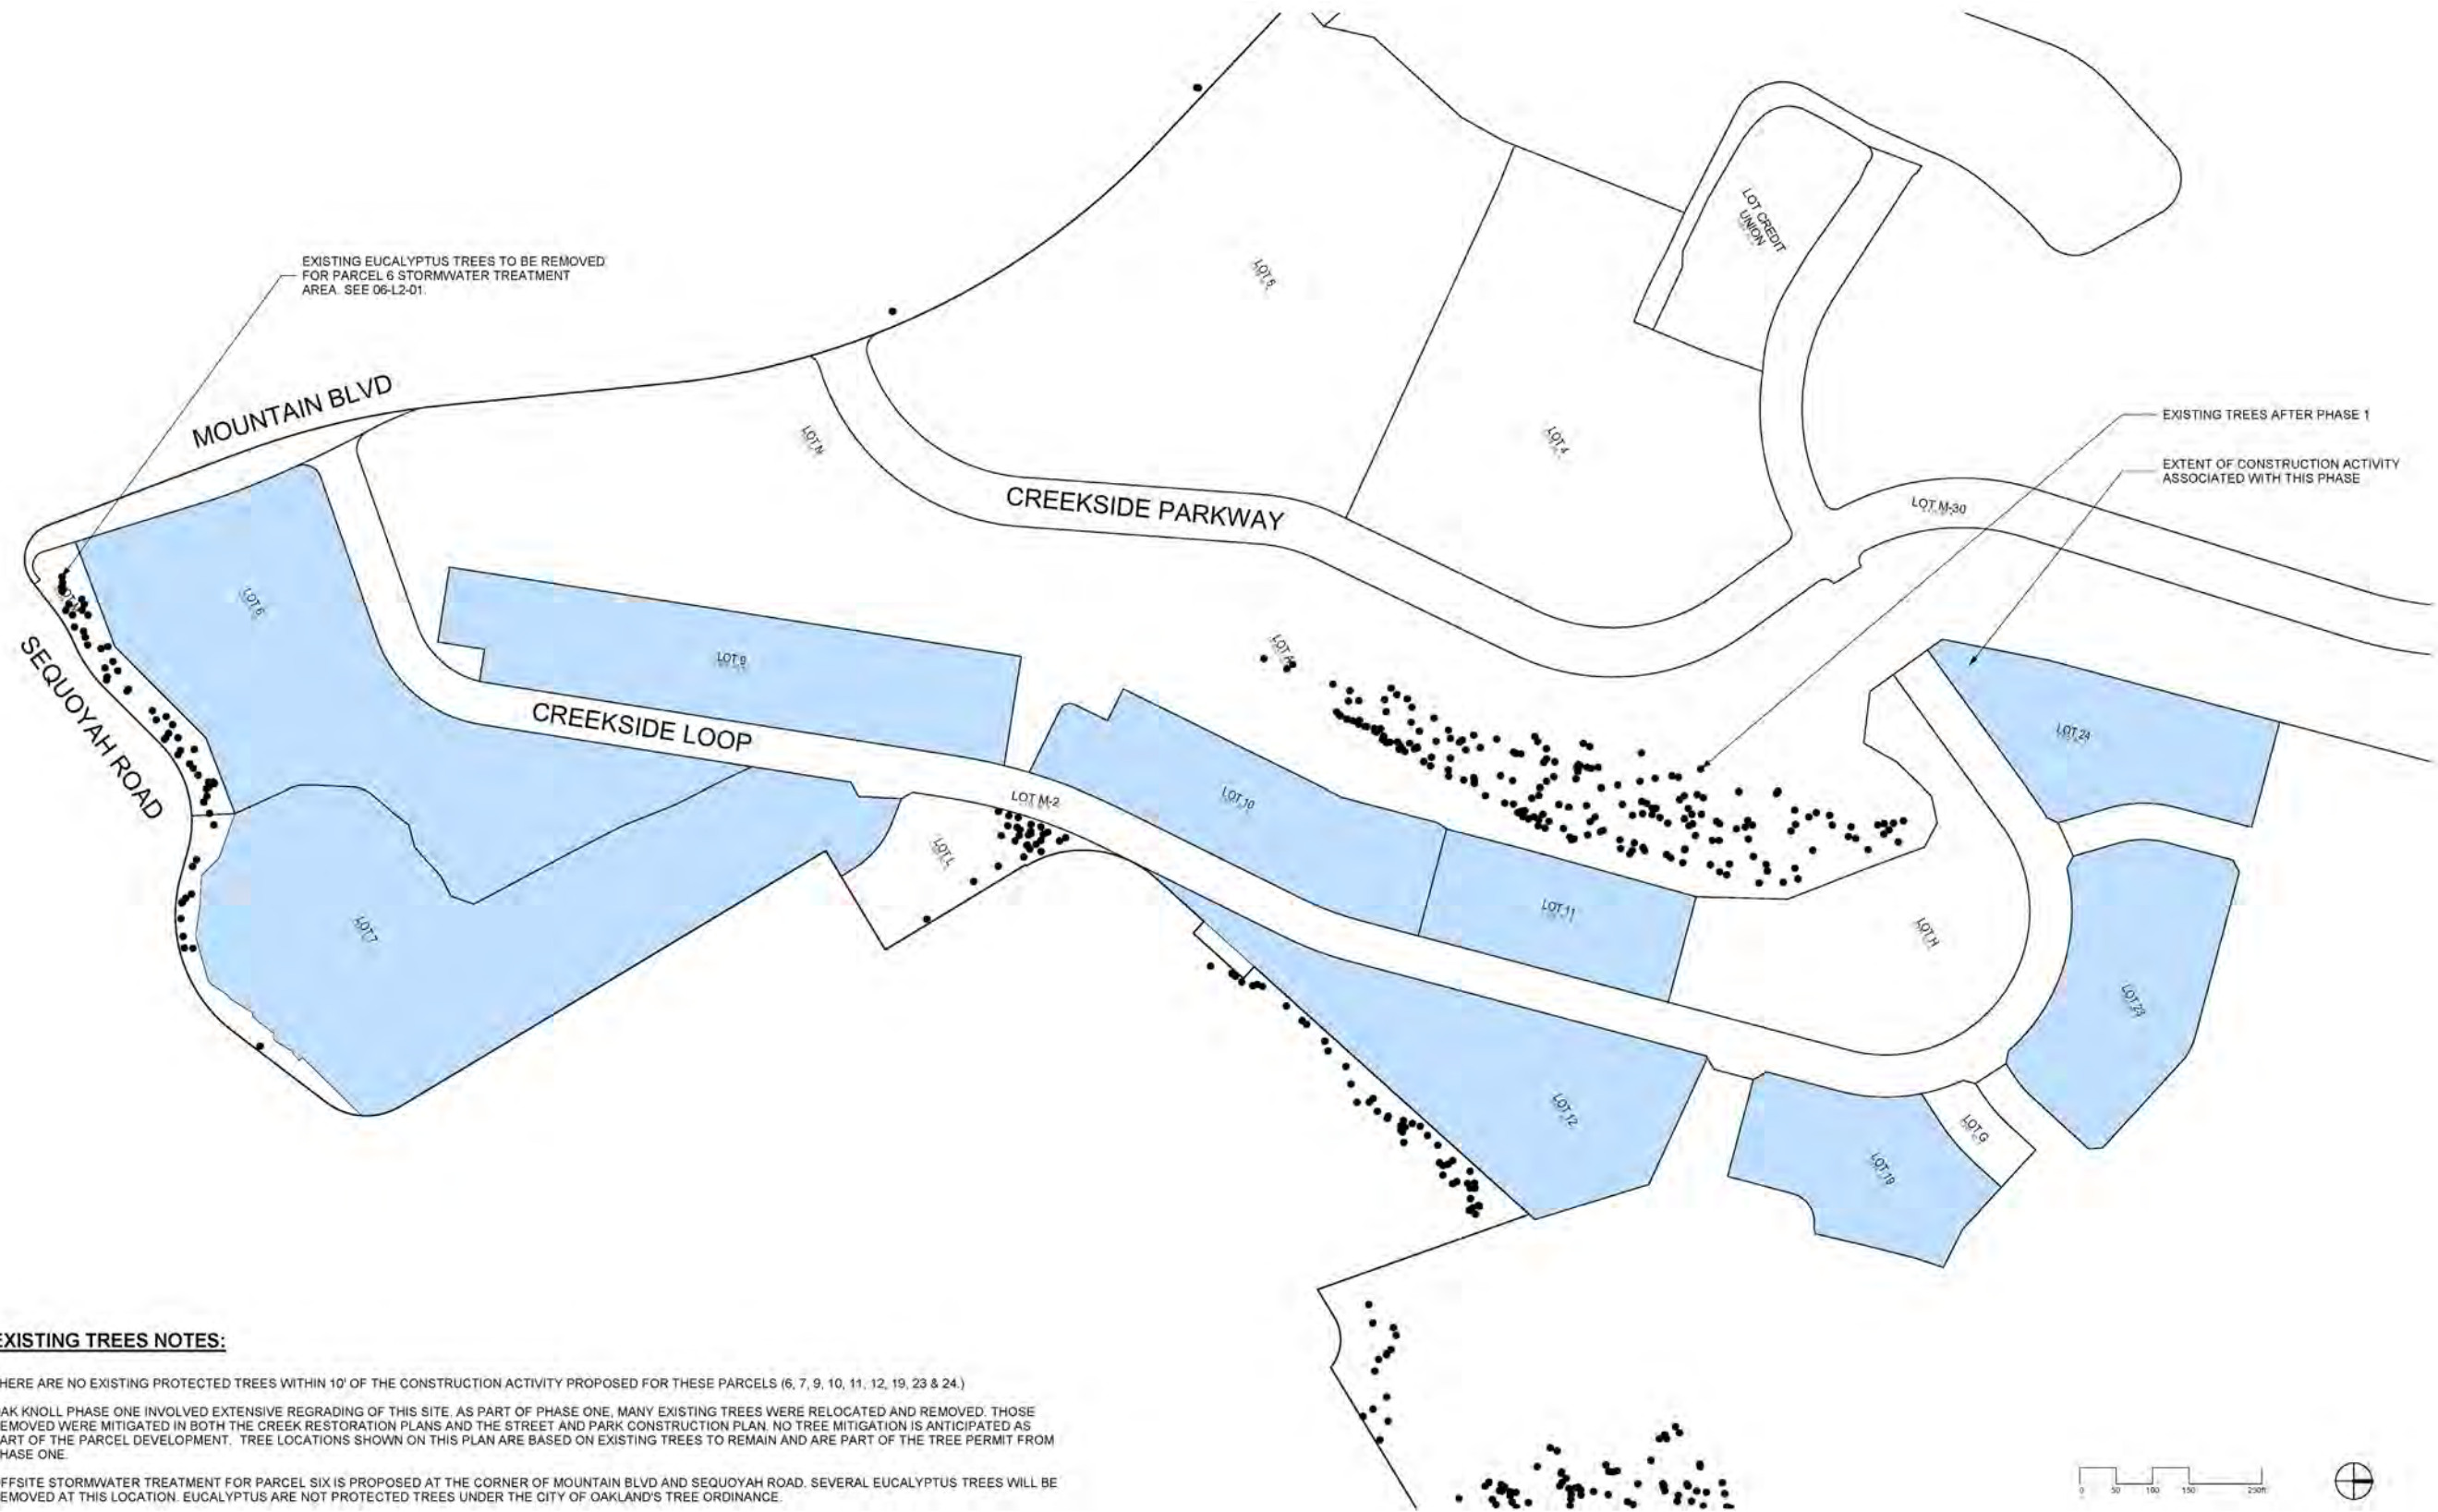 EXISTING EUCALYPTUS TREES TO BE REMOVED
FOR PARCEL 6 STORMWATER TREATMENT
AREA. SEE 06-L2-01.
MOUNTAIN BLVD
SEQUOYAH ROAD
CREEKSIDE PARKWAY
CREEKSIDE LOOP
LOT 5
LOT CREDIT
UNION
LOT 4
LOT N
LOT M-30
EXISTING TREES AFTER PHASE 1
EXTENT OF CONSTRUCTION ACTIVITY
ASSOCIATED WITH THIS PHASE
LOT 6
LOT 9
LOT
LOT 24
LOT M-2
LOT 10
LOT L
LOT 11
LOT H
LOT 7
LOT 23
LOT 12
LOT G
LOT 19
EXISTING TREES NOTES:
HERE ARE NO EXISTING PROTECTED TREES WITHIN 10' OF THE CONSTRUCTION ACTIVITY PROPOSED FOR THESE PARCELS (6, 7, 9, 10, 11, 12, 19, 23 & 24.)
AK KNOLL PHASE ONE INVOLVED EXTENSIVE REGRADING OF THIS SITE. AS PART OF PHASE ONE, MANY EXISTING TREES WERE RELOCATED AND REMOVED. THOSE
EMOVED WERE MITIGATED IN BOTH THE CREEK RESTORATION PLANS AND THE STREET AND PARK CONSTRUCTION PLAN. NO TREE MITIGATION IS ANTICIPATED AS
ART OF THE PARCEL DEVELOPMENT. TREE LOCATIONS SHOWN ON THIS PLAN ARE BASED ON EXISTING TREES TO REMAIN AND ARE PART OF THE TREE PERMIT FROM
HASE ONE.
FFSITE STORMWATER TREATMENT FOR PARCEL SIX IS PROPOSED AT THE CORNER OF MOUNTAIN BLVD AND SEQUOYAH ROAD. SEVERAL EUCALYPTUS TREES WILL BE
EMOVED AT THIS LOCATION. EUCALYPTUS ARE NOT PROTECTED TREES UNDER THE CITY OF OAKLAND'S TREE ORDINANCE.
0 50 100 150 250ft